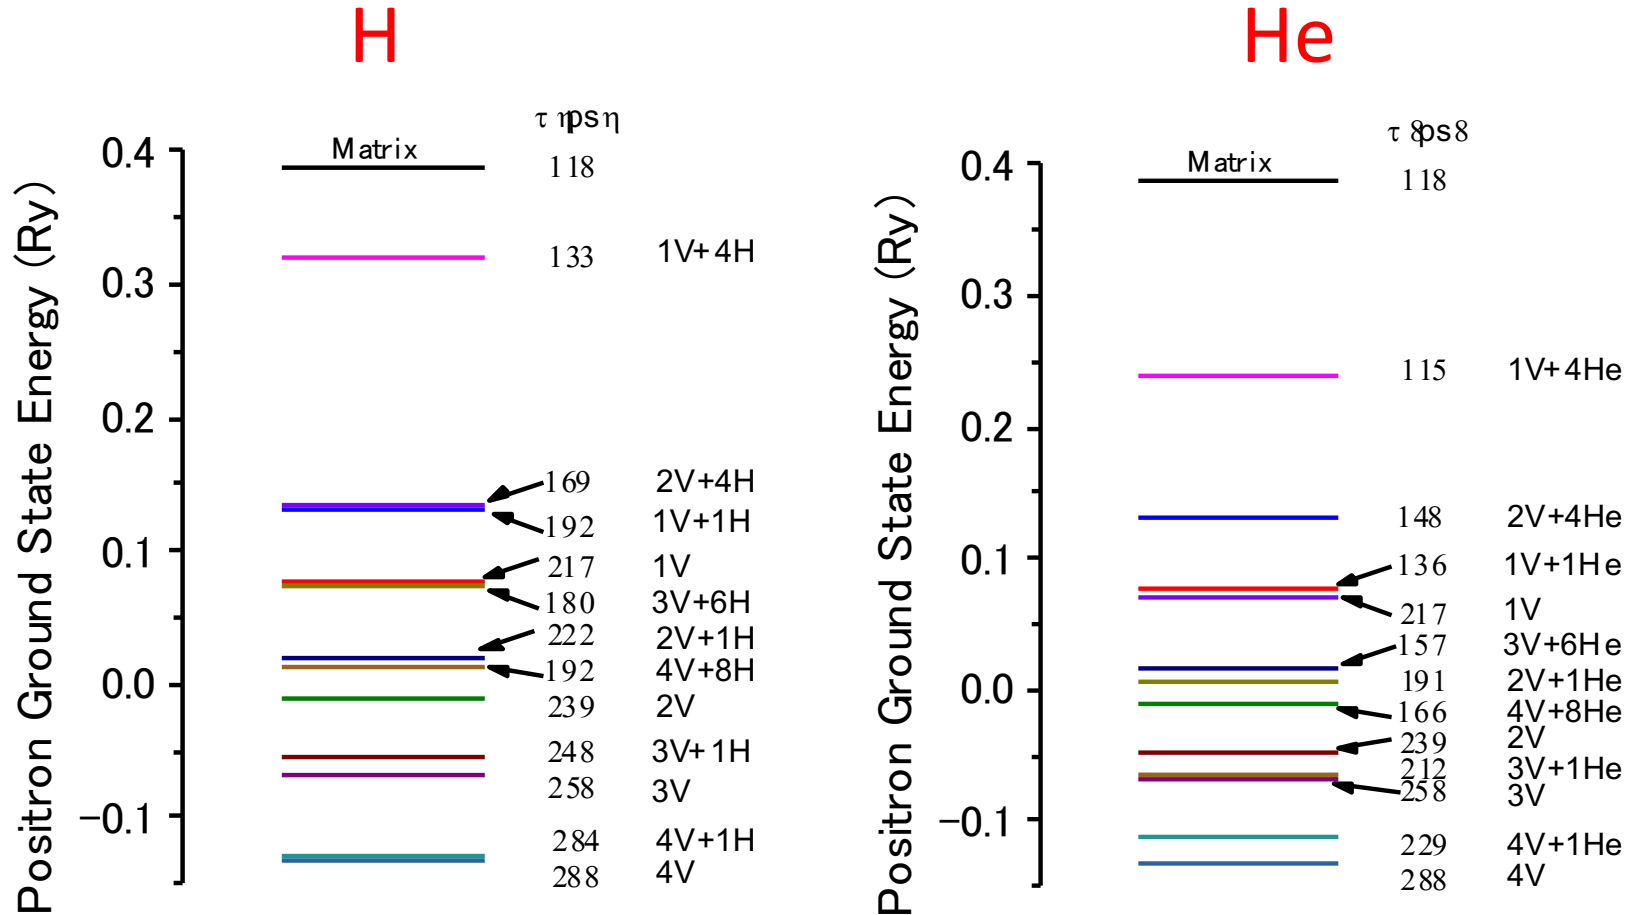 H
τ ηpsη
Positron Ground State Energy (Ry)
0.4
0.3
0.2
0.1
0.0
−0.1
Matrix
118
133 1V+4H
169 2V+4H
192 1V+1H
217 1V
180 3V+6H
222 2V+1H
192 4V+8H
239 2V
248 3V+1H
258 3V
284 4V+1H
288 4V
He
τ 8ps8
Positron Ground State Energy (Ry)
0.4
0.3
0.2
0.1
0.0
−0.1
Matrix
118
115 1V+4He
148 2V+4He
136 1V+1He
217 1V
157 3V+6He
191 2V+1He
166 4V+8He
239 2V
212 3V+1He
258 3V
229 4V+1He
288 4V